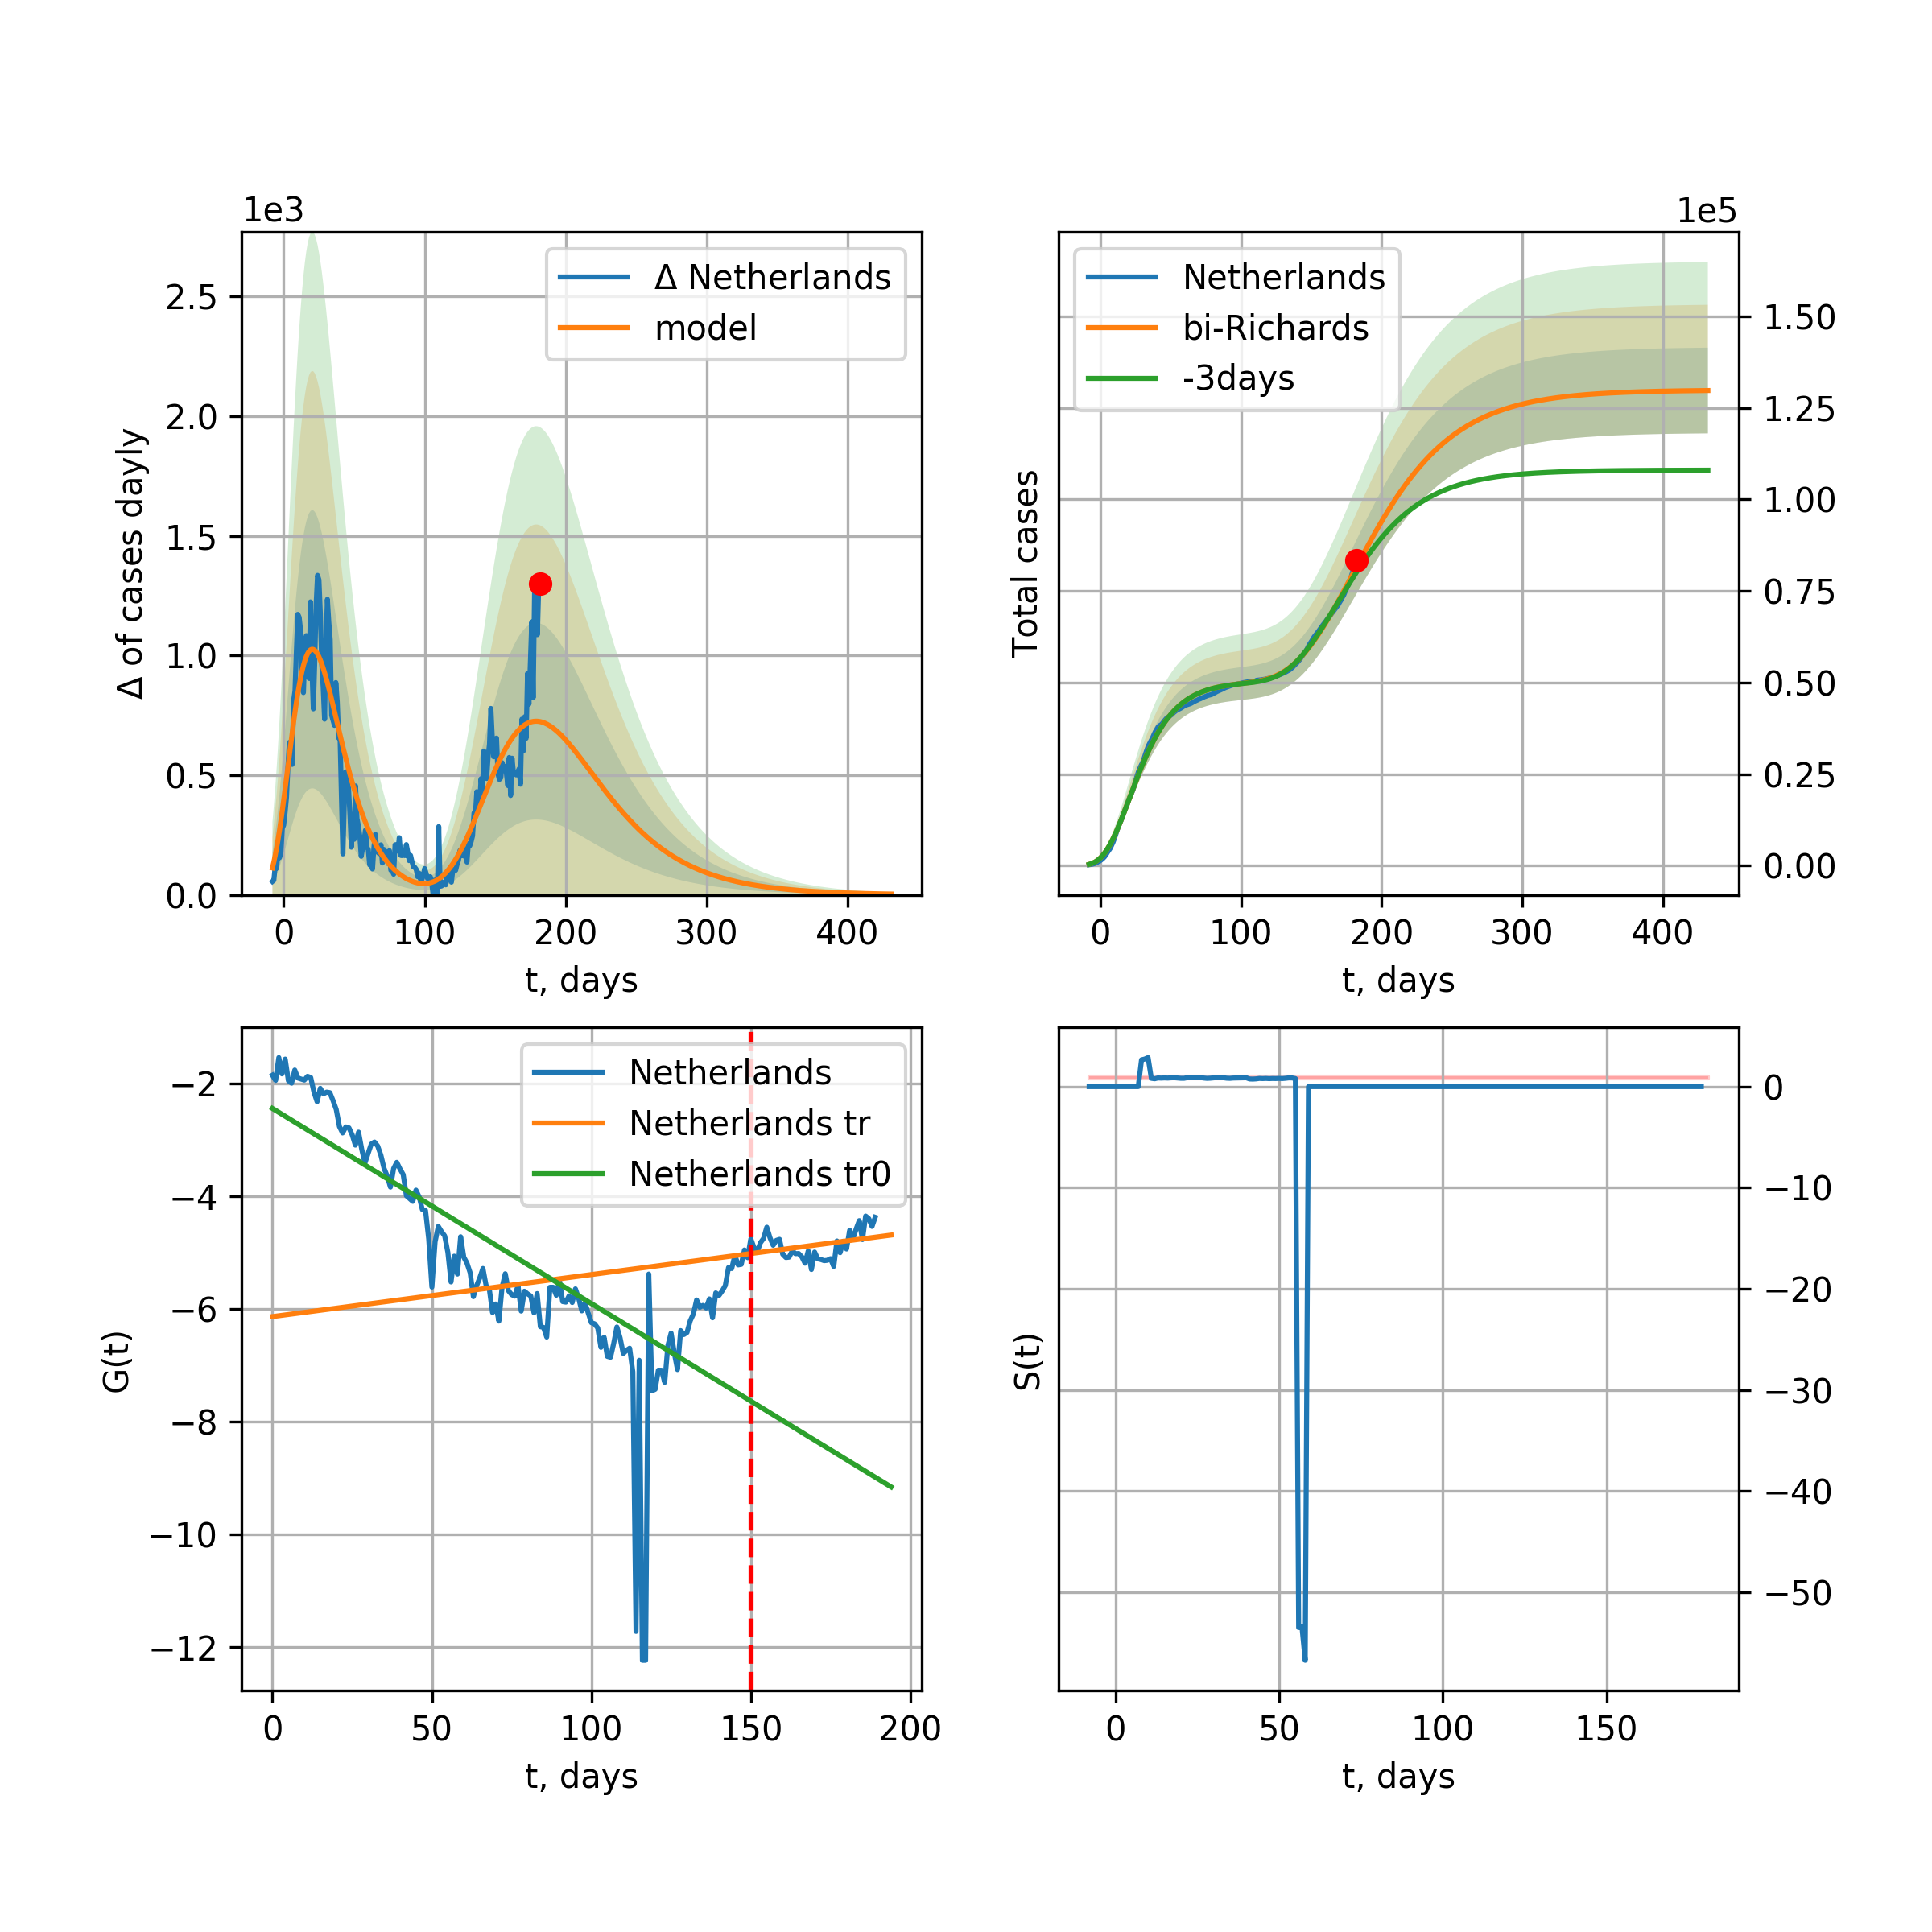 1e3
Δ of cases dayly
2.5
2.0
1.5
1.0
0.5
0.0
0 100 200 300 400
t, days
Δ Netherlands
model
1e5
Total cases
1.50
1.25
1.00
0.75
0.50
0.25
0.00
0 100 200 300 400
t, days
Netherlands
bi-Richards
-3days
G(t)
−2
−4
−6
−8
−10
−12
0 50 100 150 200
t, days
Netherlands
Netherlands tr
Netherlands tr0
S(t)
0
−10
−20
−30
−40
−50
0 50 100 150
t, days